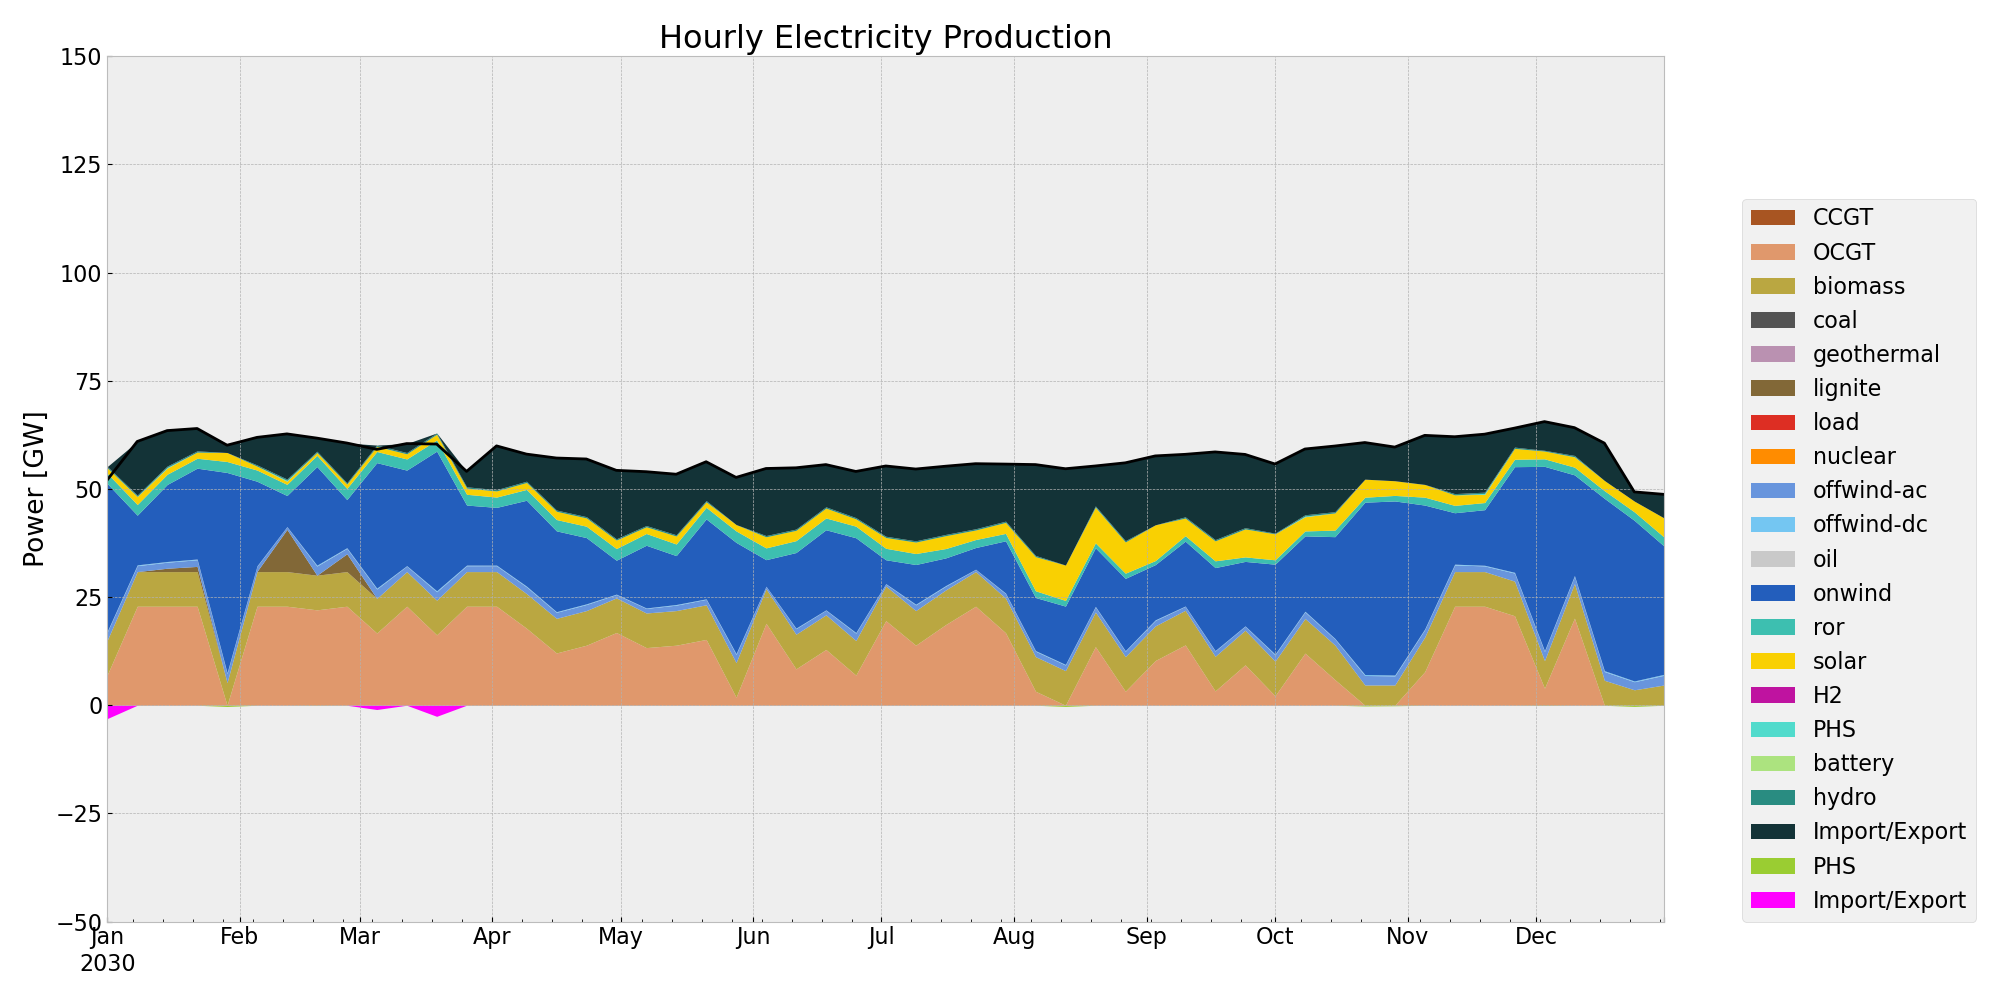 Hourly Electricity Production
Power [GW]
150
125
100
75
50
25
0
−25
−50
Jan Feb Mar Apr May Jun Jul Aug Sep Oct Nov Dec
2030
CCGT
OCGT
biomass
coal
geothermal
lignite
load
nuclear
offwind-ac
offwind-dc
oil
onwind
ror
solar
H2
PHS
battery
hydro
Import/Export
PHS
Import/Export